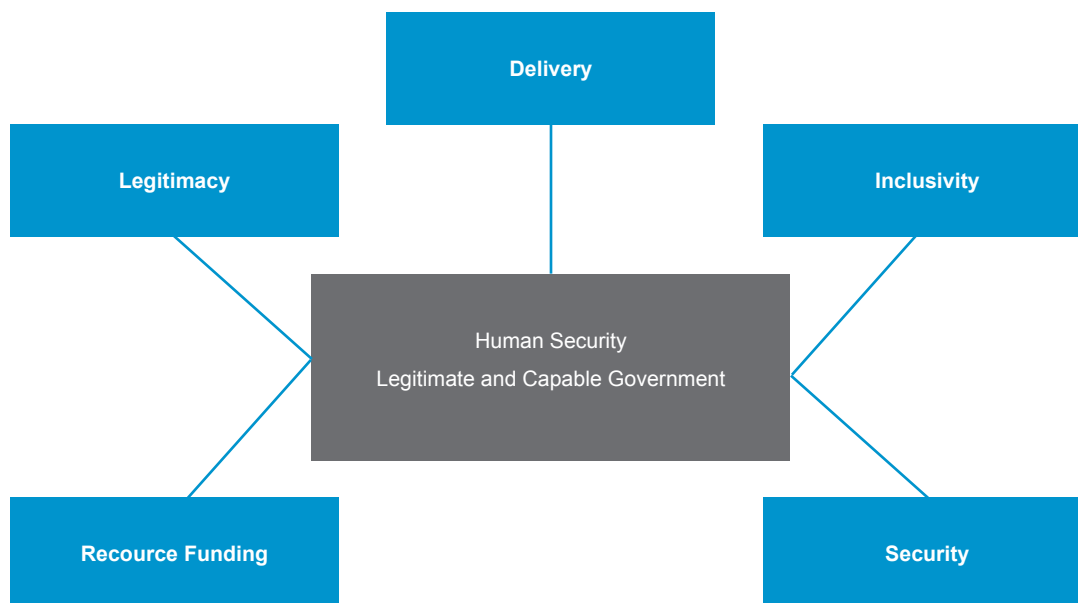 Delivery
Legitimacy
Inclusivity
Human Security
Legitimate and Capable Government
Recource Funding
Security